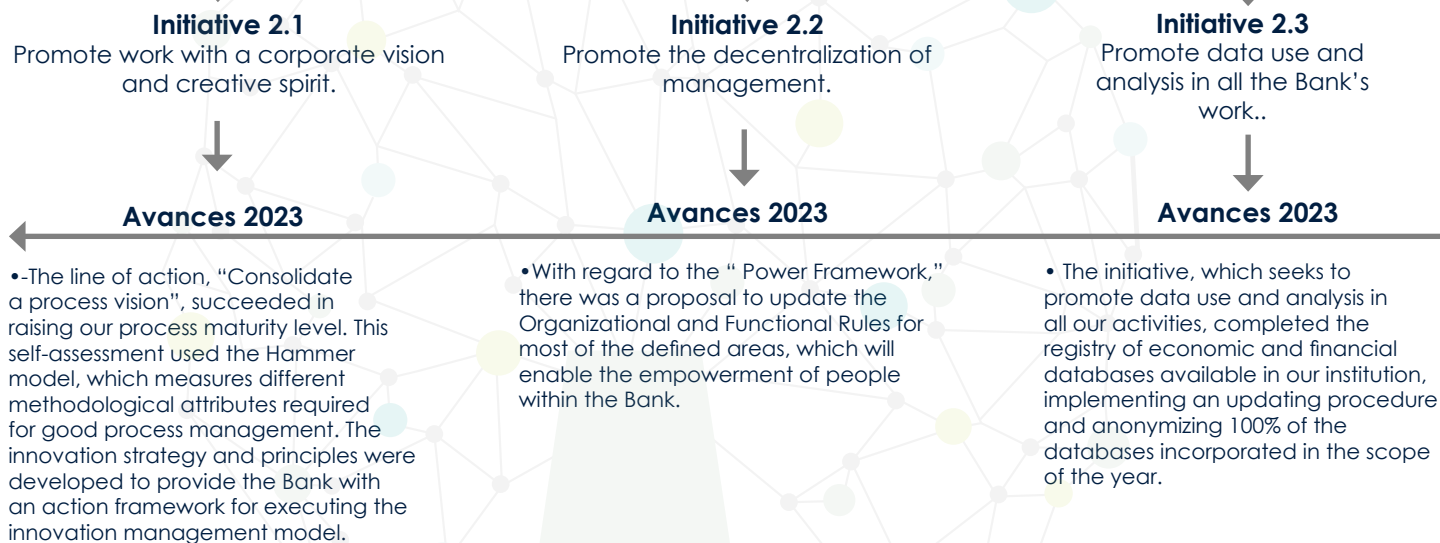 Initiative 2.1
Promote work with a corporate vision
and creative spirit.
Avances 2023
•-The line of action, “Consolidate
a process vision”, succeeded in
raising our process maturity level. This
self-assessment used the Hammer
model, which measures different
methodological attributes required
for good process management. The
innovation strategy and principles were
developed to provide the Bank with
an action framework for executing the
innovation management model.
Initiative 2.2
Promote the decentralization of
management.
Avances 2023
•With regard to the “ Power Framework,”
there was a proposal to update the
Organizational and Functional Rules for
most of the defined areas, which will
enable the empowerment of people
within the Bank.
Initiative 2.3
Promote data use and
analysis in all the Bank’s
work..
Avances 2023
• The initiative, which seeks to
promote data use and analysis in
all our activities, completed the
registry of economic and financial
databases available in our institution,
implementing an updating procedure
and anonymizing 100% of the
databases incorporated in the scope
of the year.